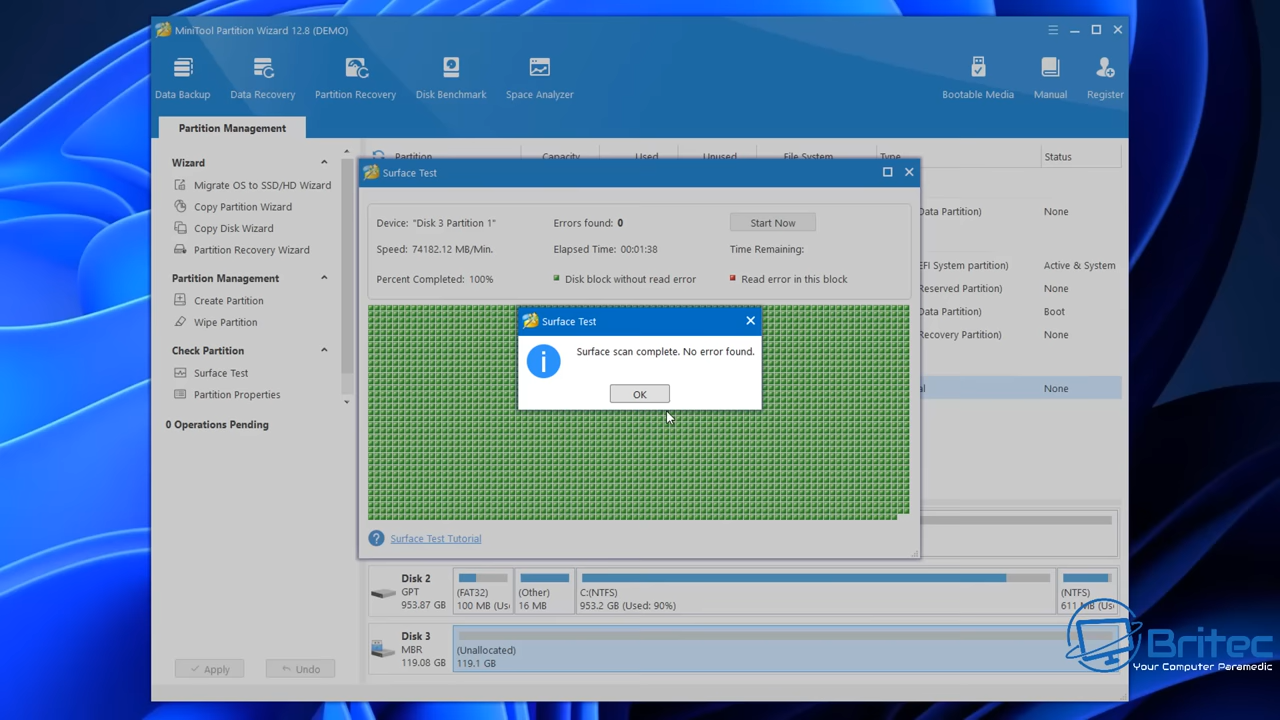 MiniTool Partition Wizard 12.8 (DEMO)
Data Backup
Data Recovery
Partition Recovery
Disk Benchmark
Space Analyzer
Bootable Media
Manual
Register
Partition Management
Wizard
Migrate OS to SSD/HD Wizard
Copy Partition Wizard
Copy Disk Wizard
Partition Recovery Wizard
Partition Management
Create Partition
Wipe Partition
Check Partition
Surface Test
Partition Properties
0 Operations Pending
Apply
Undo
Partition Capacity Used Unused File System Type Status
Data Partition) None
EFI System partition) Active & System
Reserved Partition) None
Data Partition) Boot
Recovery Partition) None
al None
Surface Test
Device: "Disk 3 Partition 1" Errors found: 0 Start Now
Speed: 74182.12 MB/Min. Elapsed Time: 00:01:38 Time Remaining:
Percent Completed: 100% Disk block without read error Read error in this block
Surface Test
Surface scan complete. No error found.
OK
Surface Test Tutorial
Disk 2
GPT
953.87 GB
(FAT32)
100 MB (Us
(Other)
16 MB
C:(NTFS)
953.2 GB (Used: 90%)
(NTFS)
611 MB (Us
Disk 3
MBR
119.08 GB
(Unallocated)
119.1 GB
Britec
Your Computer Paramedic